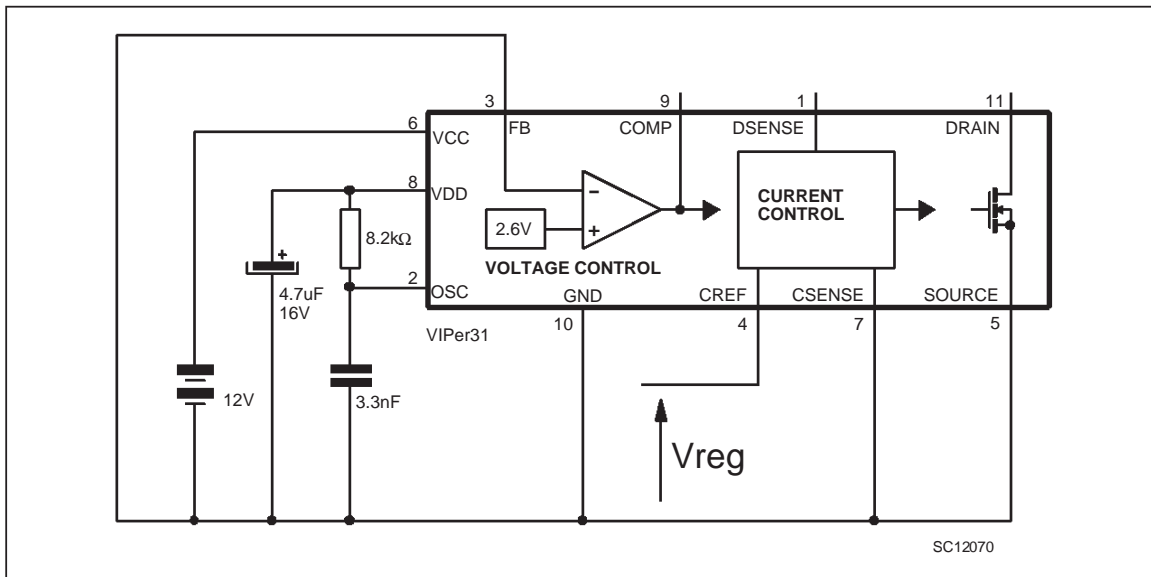 3 9 1 11
6 FB COMP DSENSE DRAIN
VCC
8
VDD
CURRENT
CONTROL
−
+
2.6V
8.2kΩ
VOLTAGE CONTROL
+
2
OSC
GND CREF CSENSE SOURCE
4.7uF
16V
10 4 7 5
VIPer31
12V
3.3nF
Vreg
SC12070